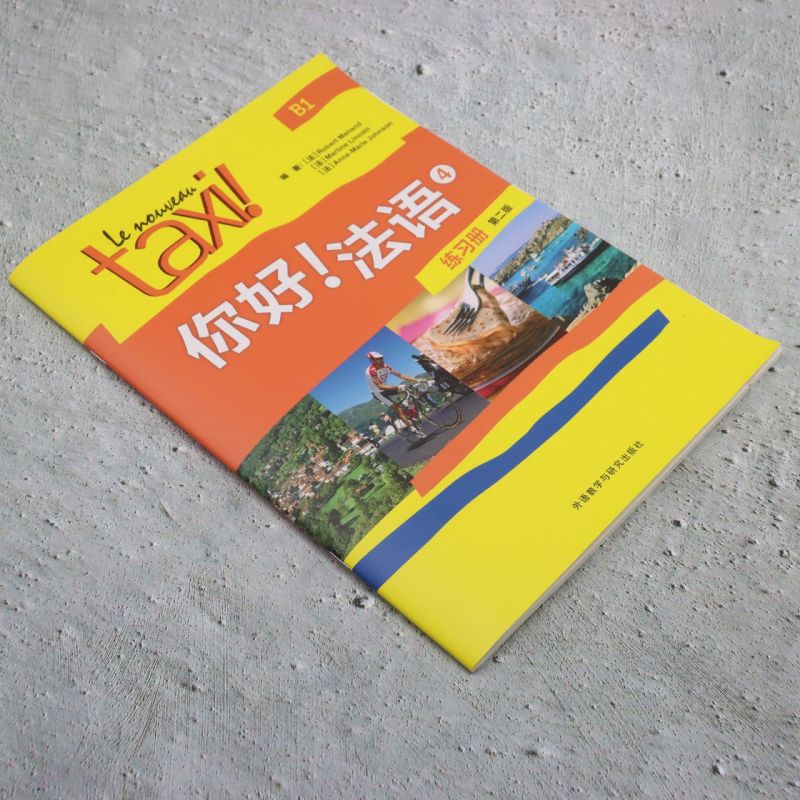 B1
编 著:［法］Robert Menand
［法］Martine Lincoln
［法］Anne-Marie Johnson
Le nouveau
taxi!
你好！法语 4
练习册 第二版
外语教学与研究出版社